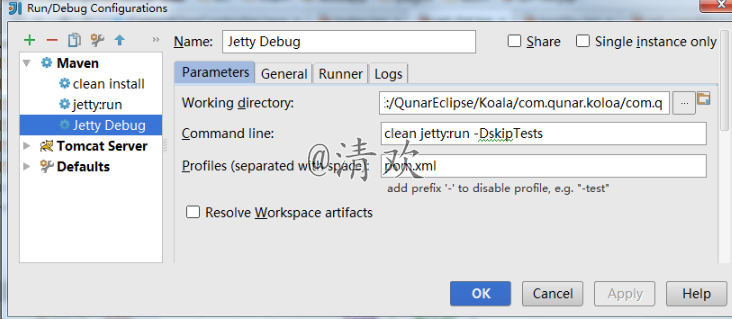 Run/Debug Configurations
Maven
clean install
jetty:run
Jetty Debug
Tomcat Server
Defaults
Name: Jetty Debug Share Single instance only
Parameters General Runner Logs
Working directory: :/QunarEclipse/Koala/com.qunar.koloa/com.q ...
Command line: clean jetty:run -DskipTests
Profiles (separated with space): pom.xml
add prefix '-' to disable profile, e.g. "-test"
Resolve Workspace artifacts
@清欢
OK Cancel Apply Help